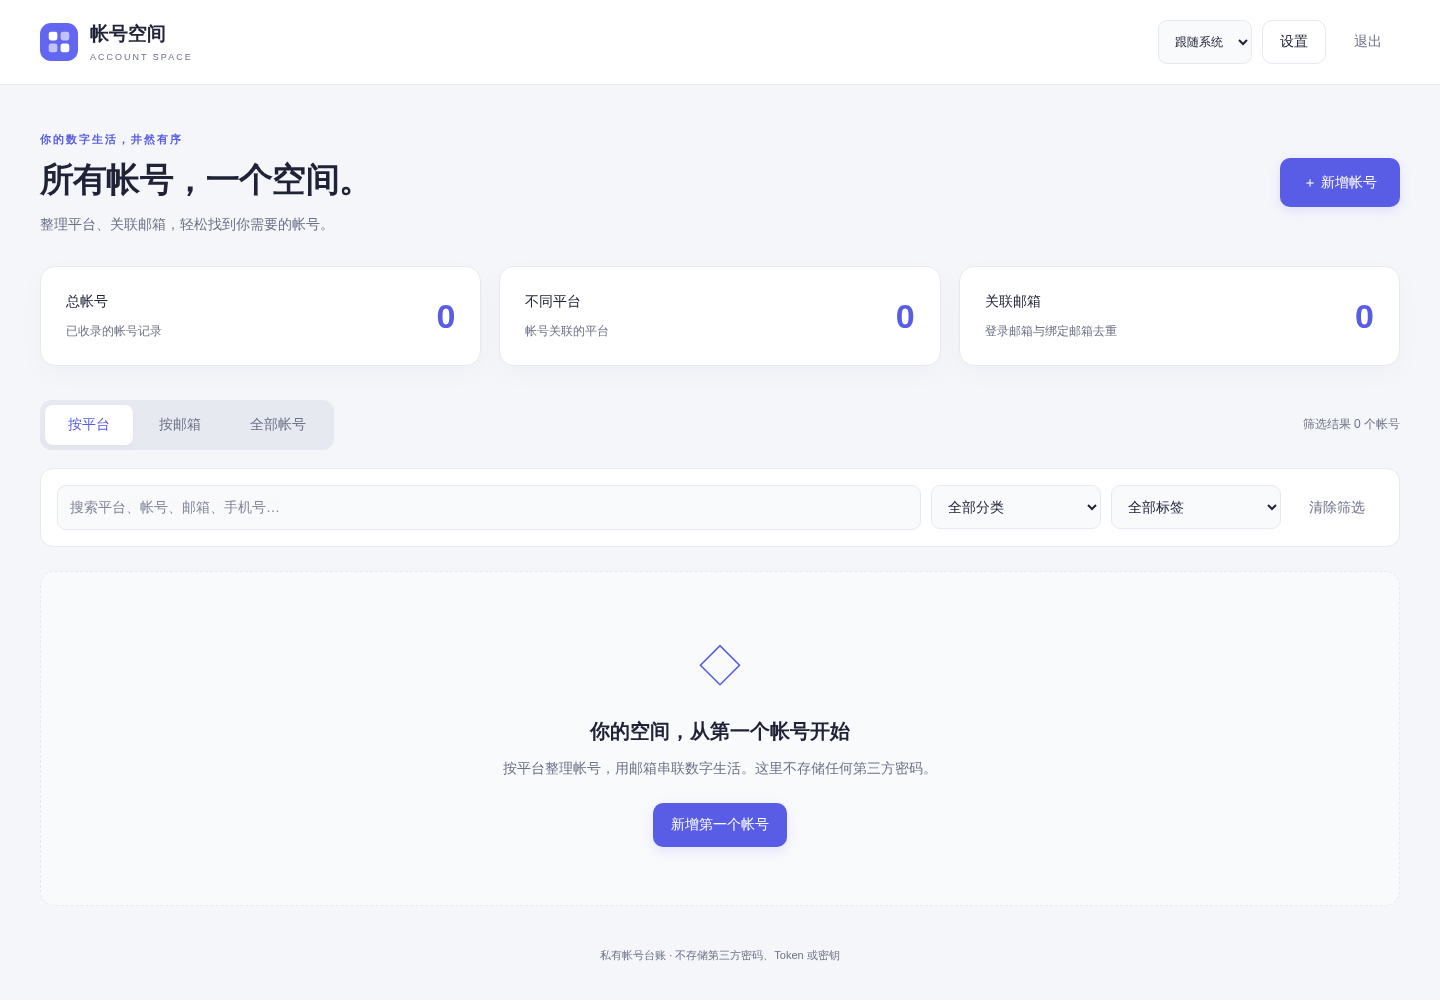 帐号空间
ACCOUNT SPACE
跟随系统
设置
退出
你的数字生活，井然有序
所有帐号，一个空间。
整理平台、关联邮箱，轻松找到你需要的帐号。
＋ 新增帐号
总帐号
已收录的帐号记录
0
不同平台
帐号关联的平台
0
关联邮箱
登录邮箱与绑定邮箱去重
0
按平台
按邮箱
全部帐号
筛选结果 0 个帐号
搜索平台、帐号、邮箱、手机号…
全部分类
全部标签
清除筛选
你的空间，从第一个帐号开始
按平台整理帐号，用邮箱串联数字生活。这里不存储任何第三方密码。
新增第一个帐号
私有帐号台账 · 不存储第三方密码、Token 或密钥